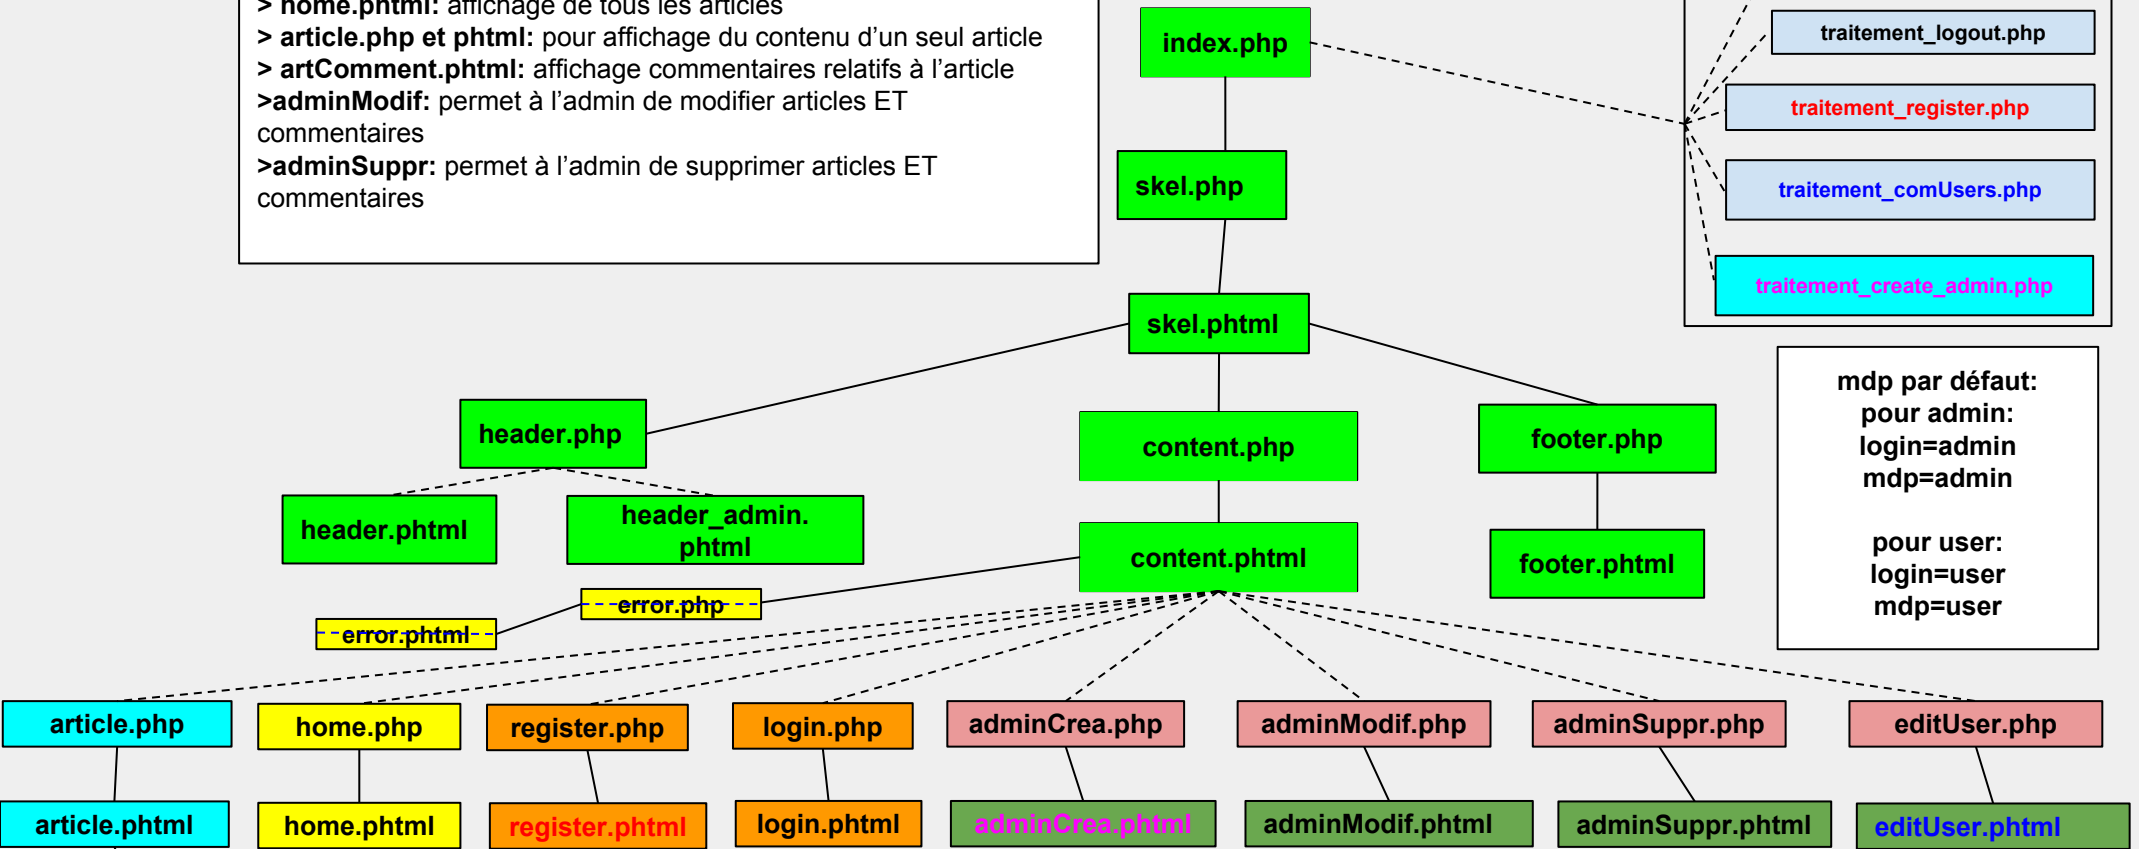 > home.phtml: affichage de tous les articles
> article.php et phtml: pour affichage du contenu d’un seul article
> artComment.phtml: affichage commentaires relatifs à l’article
>adminModif: permet à l’admin de modifier articles ET
commentaires
>adminSuppr: permet à l’admin de supprimer articles ET
commentaires
index.php
traitement_logout.php
traitement_register.php
traitement_comUsers.php
traitement_create_admin.php
skel.php
skel.phtml
mdp par défaut:
pour admin:
login=admin
mdp=admin
pour user:
login=user
mdp=user
header.php
content.php
footer.php
header.phtml
header_admin.
phtml
content.phtml
footer.phtml
error.php
error.phtml
article.php
home.php
register.php
login.php
adminCrea.php
adminModif.php
adminSuppr.php
editUser.php
article.phtml
home.phtml
register.phtml
login.phtml
adminCrea.phtml
adminModif.phtml
adminSuppr.phtml
editUser.phtml